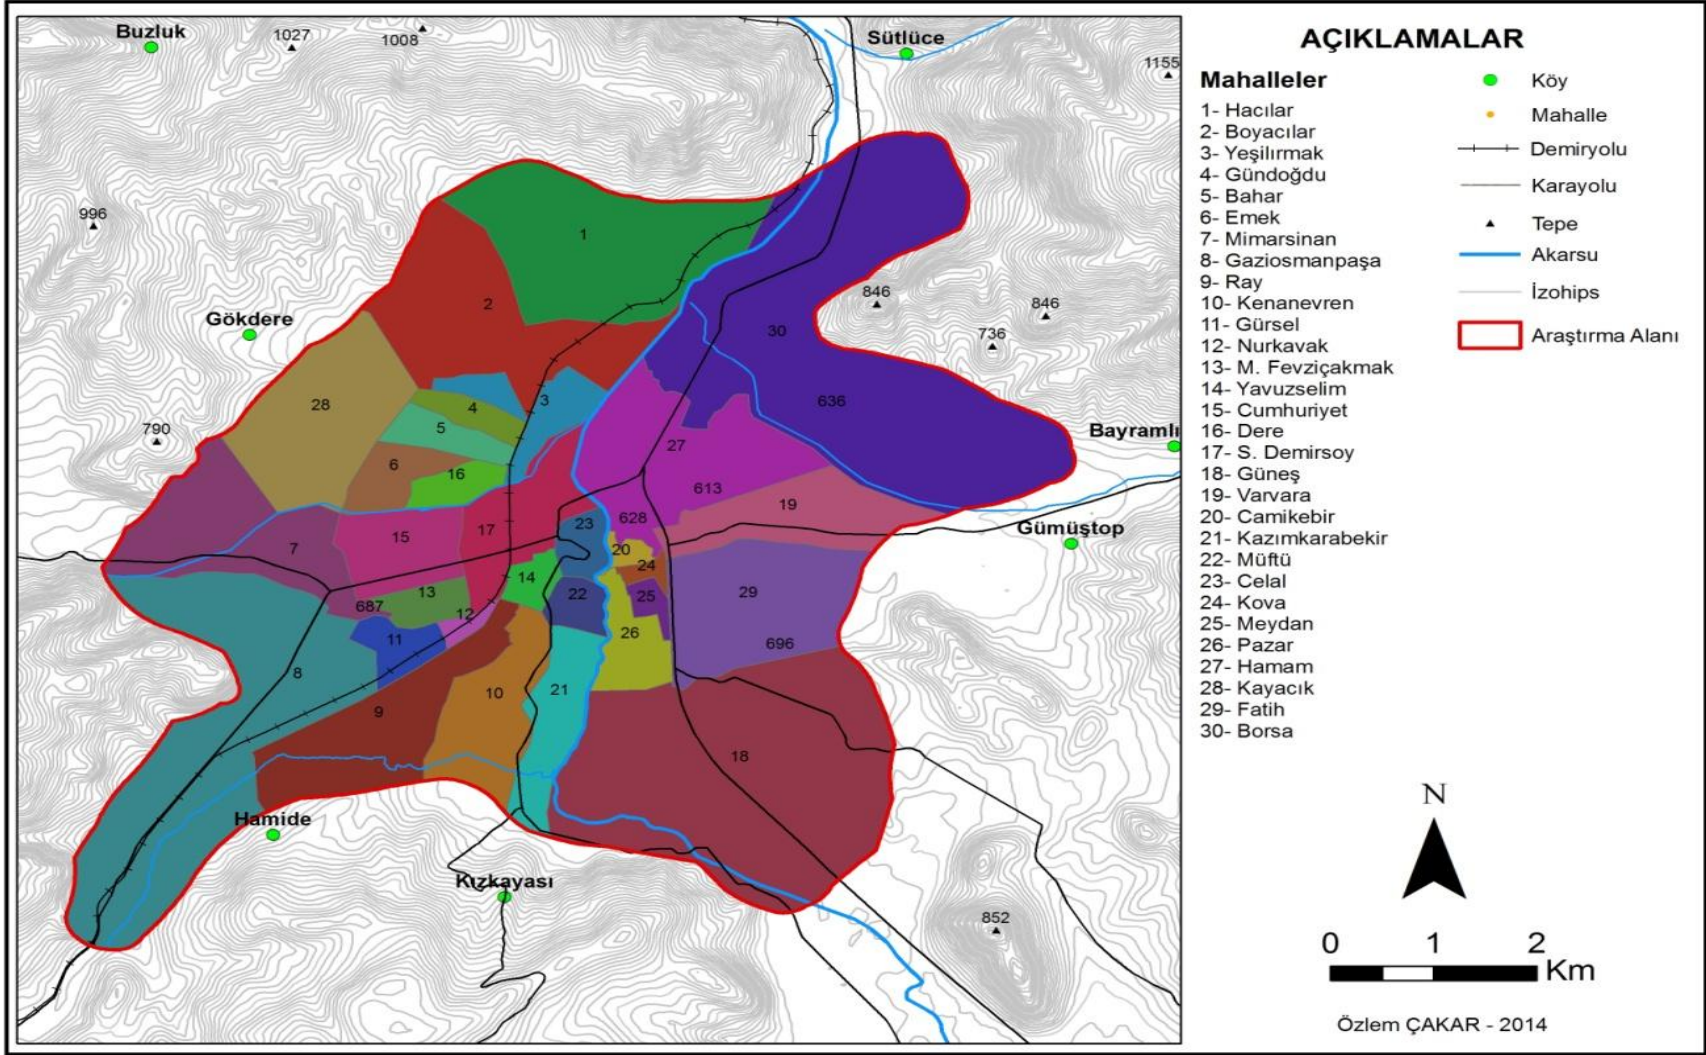 Buzluk
1027
1008
Sütlüce
1155
996
1
2
846
846
30
736
Gökdere
28
3
4
636
790
5
27
Bayramlı
6
16
613
19
628
23
17
15
7
20
Gümüştop
24
14
13
22
25
29
687
12
26
11
696
8
21
10
9
18
Hamide
Kızkayası
852
AÇIKLAMALAR
Mahalleler
1- Hacılar
2- Boyacılar
3- Yeşilırmak
4- Gündoğdu
5- Bahar
6- Emek
7- Mimarsinan
8- Gaziosmanpaşa
9- Ray
10- Kenanevren
11- Gürsel
12- Nurkavak
13- M. Fevziçakmak
14- Yavuzselim
15- Cumhuriyet
16- Dere
17- S. Demirsoy
18- Güneş
19- Varvara
20- Camikebir
21- Kazımkarabekir
22- Müftü
23- Celal
24- Kova
25- Meydan
26- Pazar
27- Hamam
28- Kayacık
29- Fatih
30- Borsa
Köy
Mahalle
Demiryolu
Karayolu
Tepe
Akarsu
İzohips
Araştırma Alanı
N
0 1 2
Km
Özlem ÇAKAR - 2014